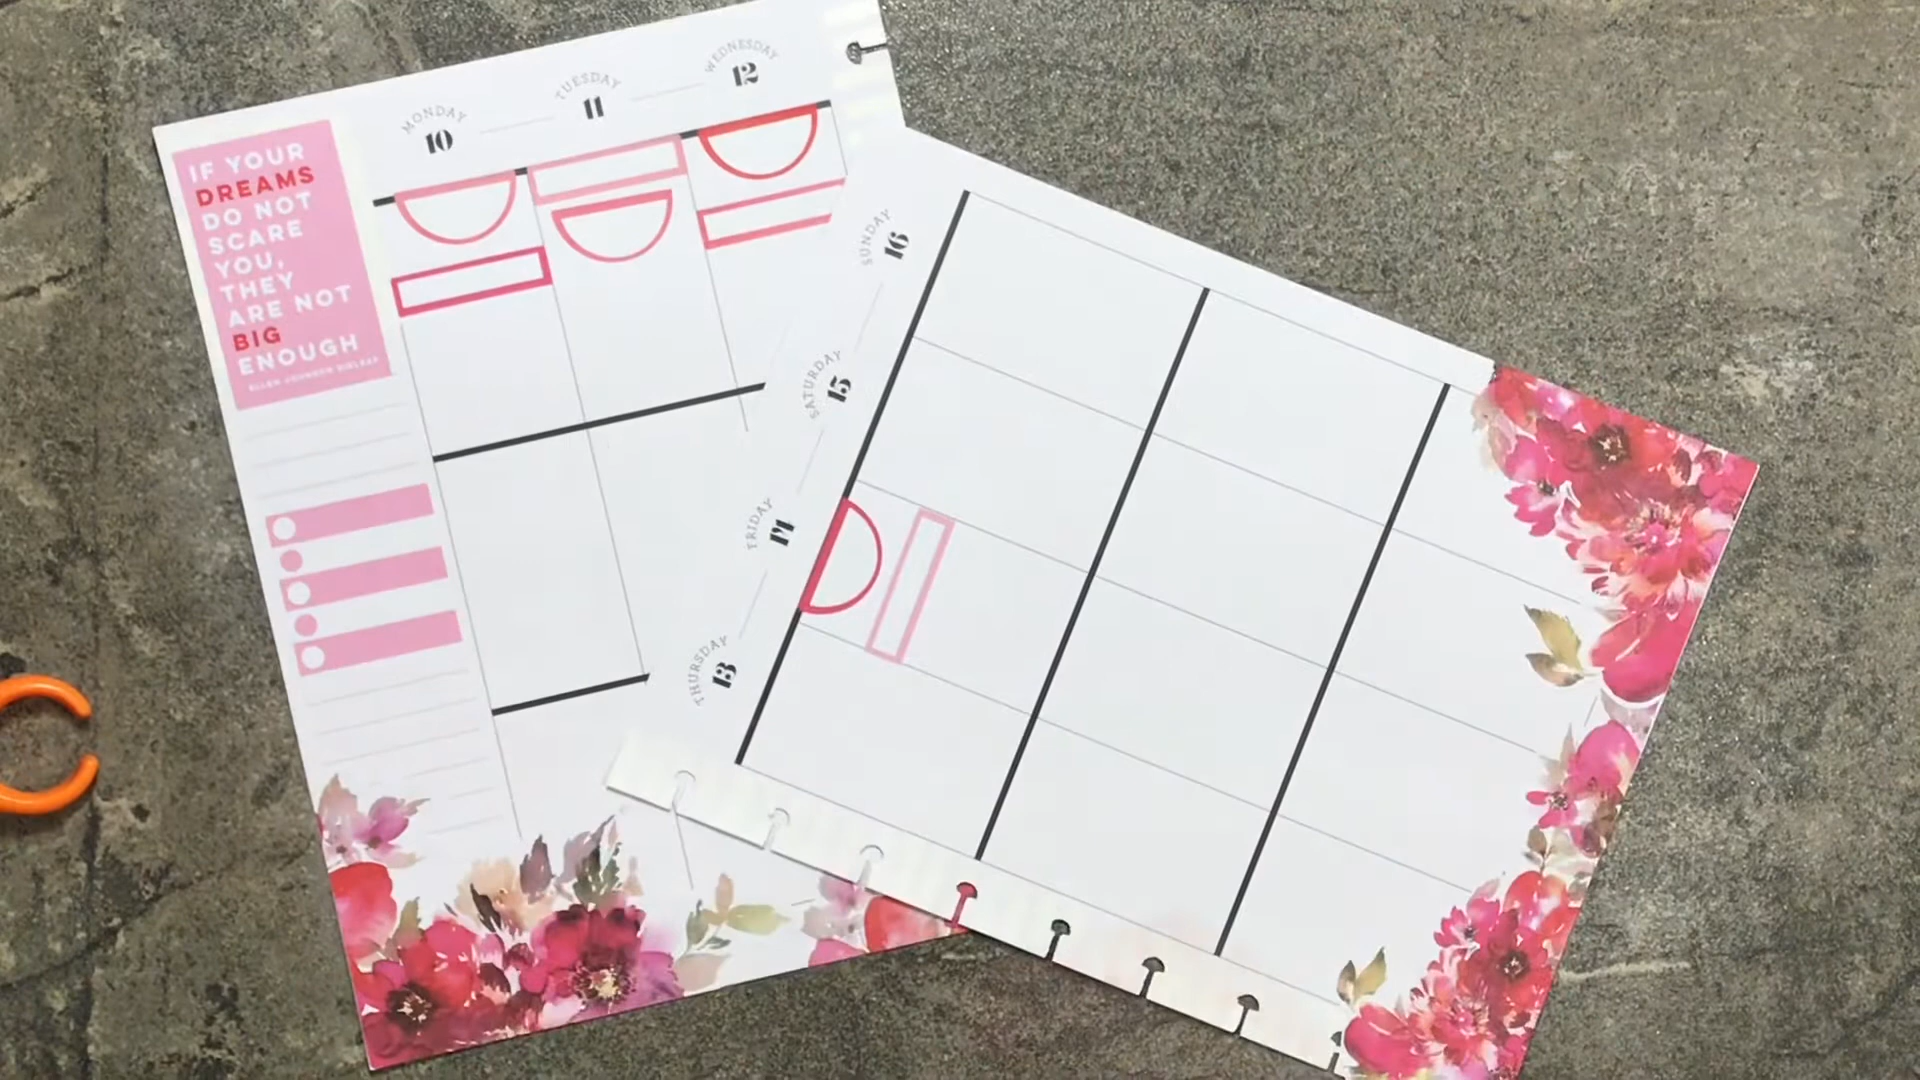 MONDAY
10
TUESDAY
11
WEDNESDAY
12
IF YOUR
DREAMS
DO NOT
SCARE
YOU,
THEY
ARE NOT
BIG
ENOUGH
SUNDAY
16
SATURDAY
15
FRIDAY
14
THURSDAY
13